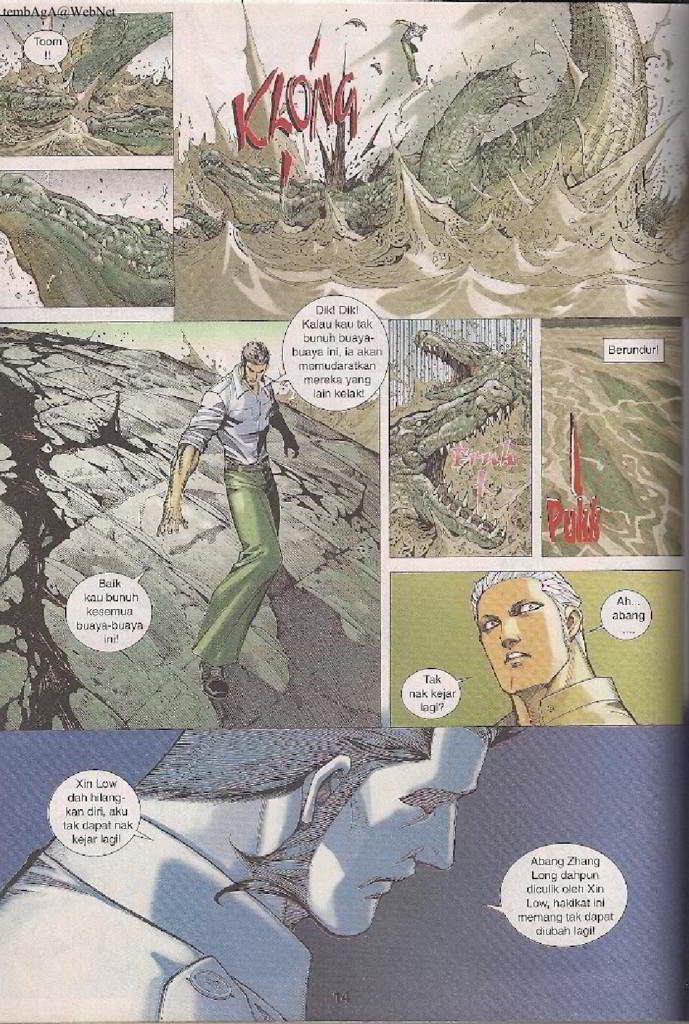 tembAgA@WebNet
Toom
!!
KLONG
!
Dik! Dik!
Kalau kau tak
bunuh buaya-
buaya ini, ia akan
memudaratkan
mereka yang
lain kelak!
Baik
kau bunuh
kesemua
buaya-buaya
ini!
Berundur!
!
PUKK
Ah...
abang
....
Tak
nak kejar
lagi?
Xin Low
dah hilang-
kan diri, aku
tak dapat nak
kejar lagi!
Abang Zhang
Long dahpun
diculik oleh Xin
Low, hakikat ini
memang tak dapat
diubah lagi!
14